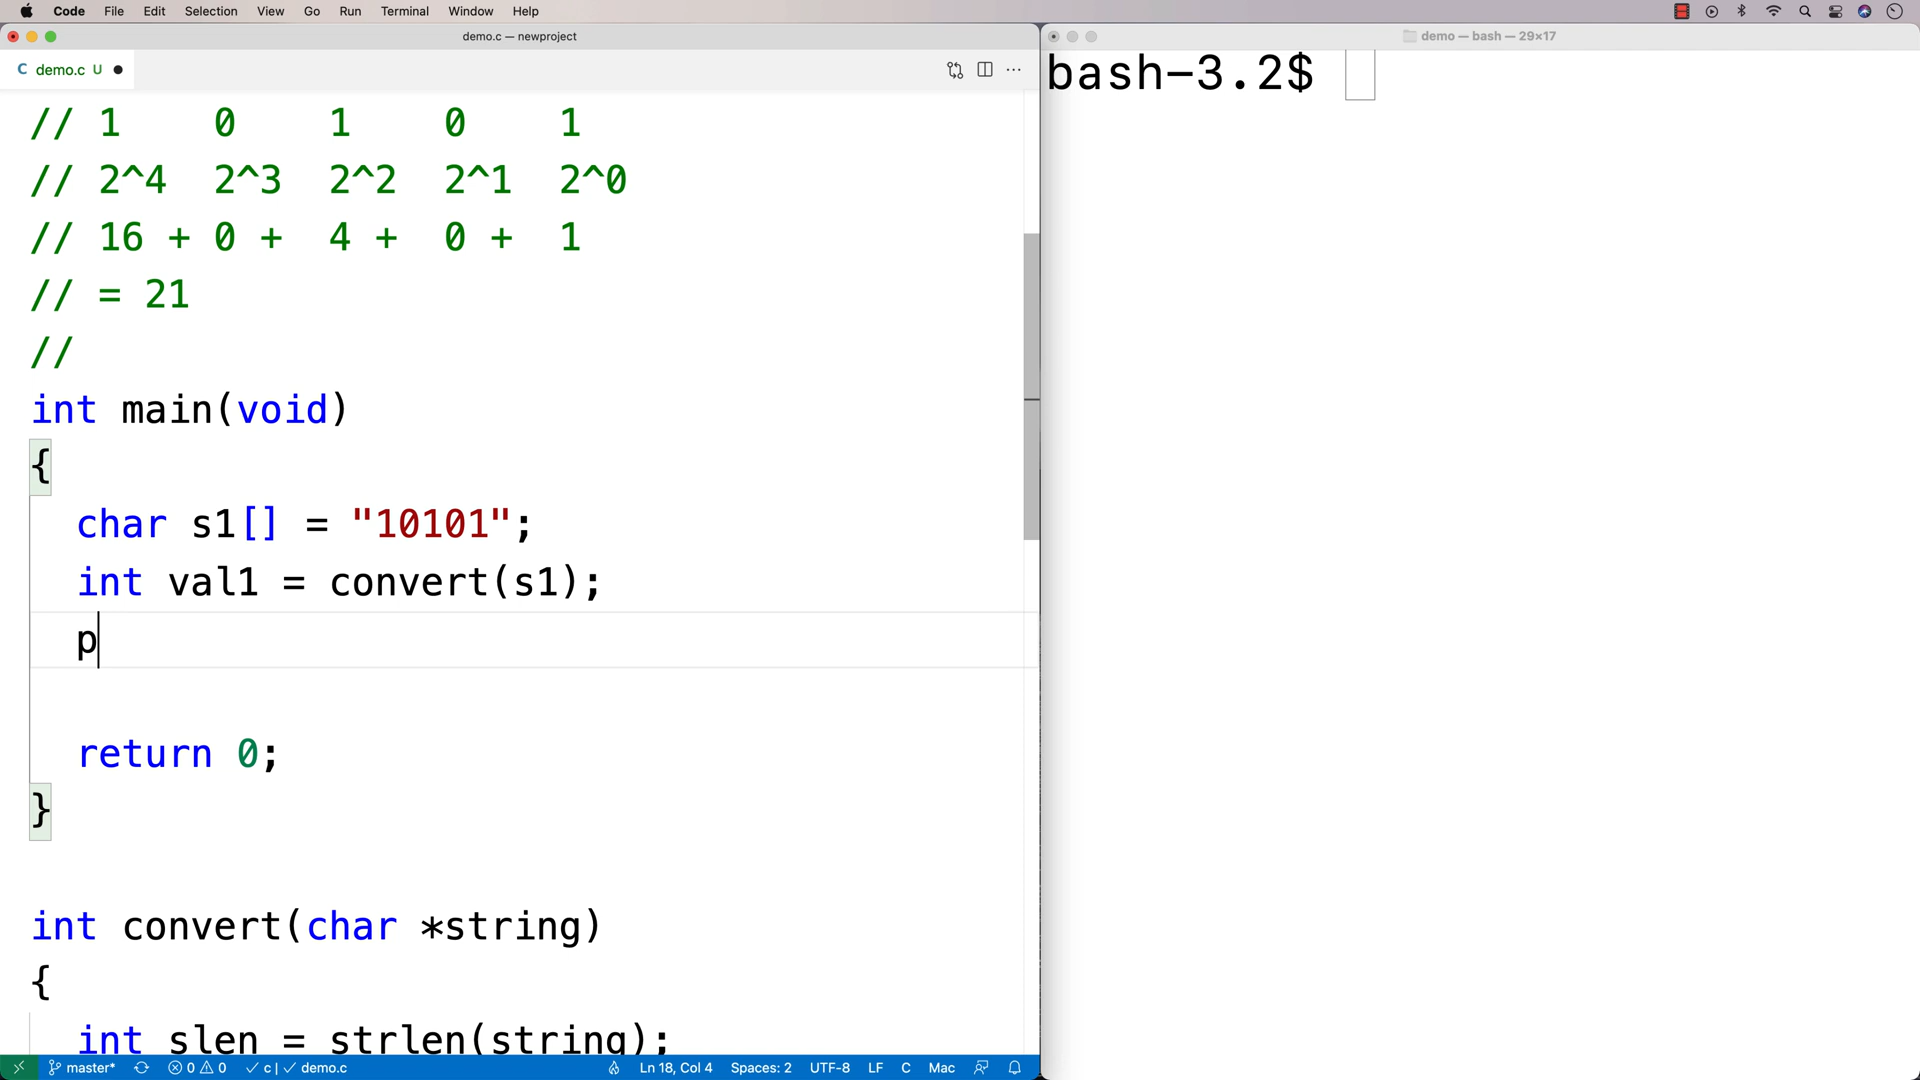 Code File Edit Selection View Go Run Terminal Window Help
demo.c — newproject
demo — bash — 29×17
C demo.c U
bash-3.2$
// 1    0    1    0    1
// 2^4  2^3  2^2  2^1  2^0
// 16 + 0 +  4 +  0 +  1
// = 21
//
int main(void)
{
  char s1[] = "10101";
  int val1 = convert(s1);
  p

  return 0;
}

int convert(char *string)
{
  int slen = strlen(string);
master* 0 0 c | demo.c Ln 18, Col 4 Spaces: 2 UTF-8 LF C Mac